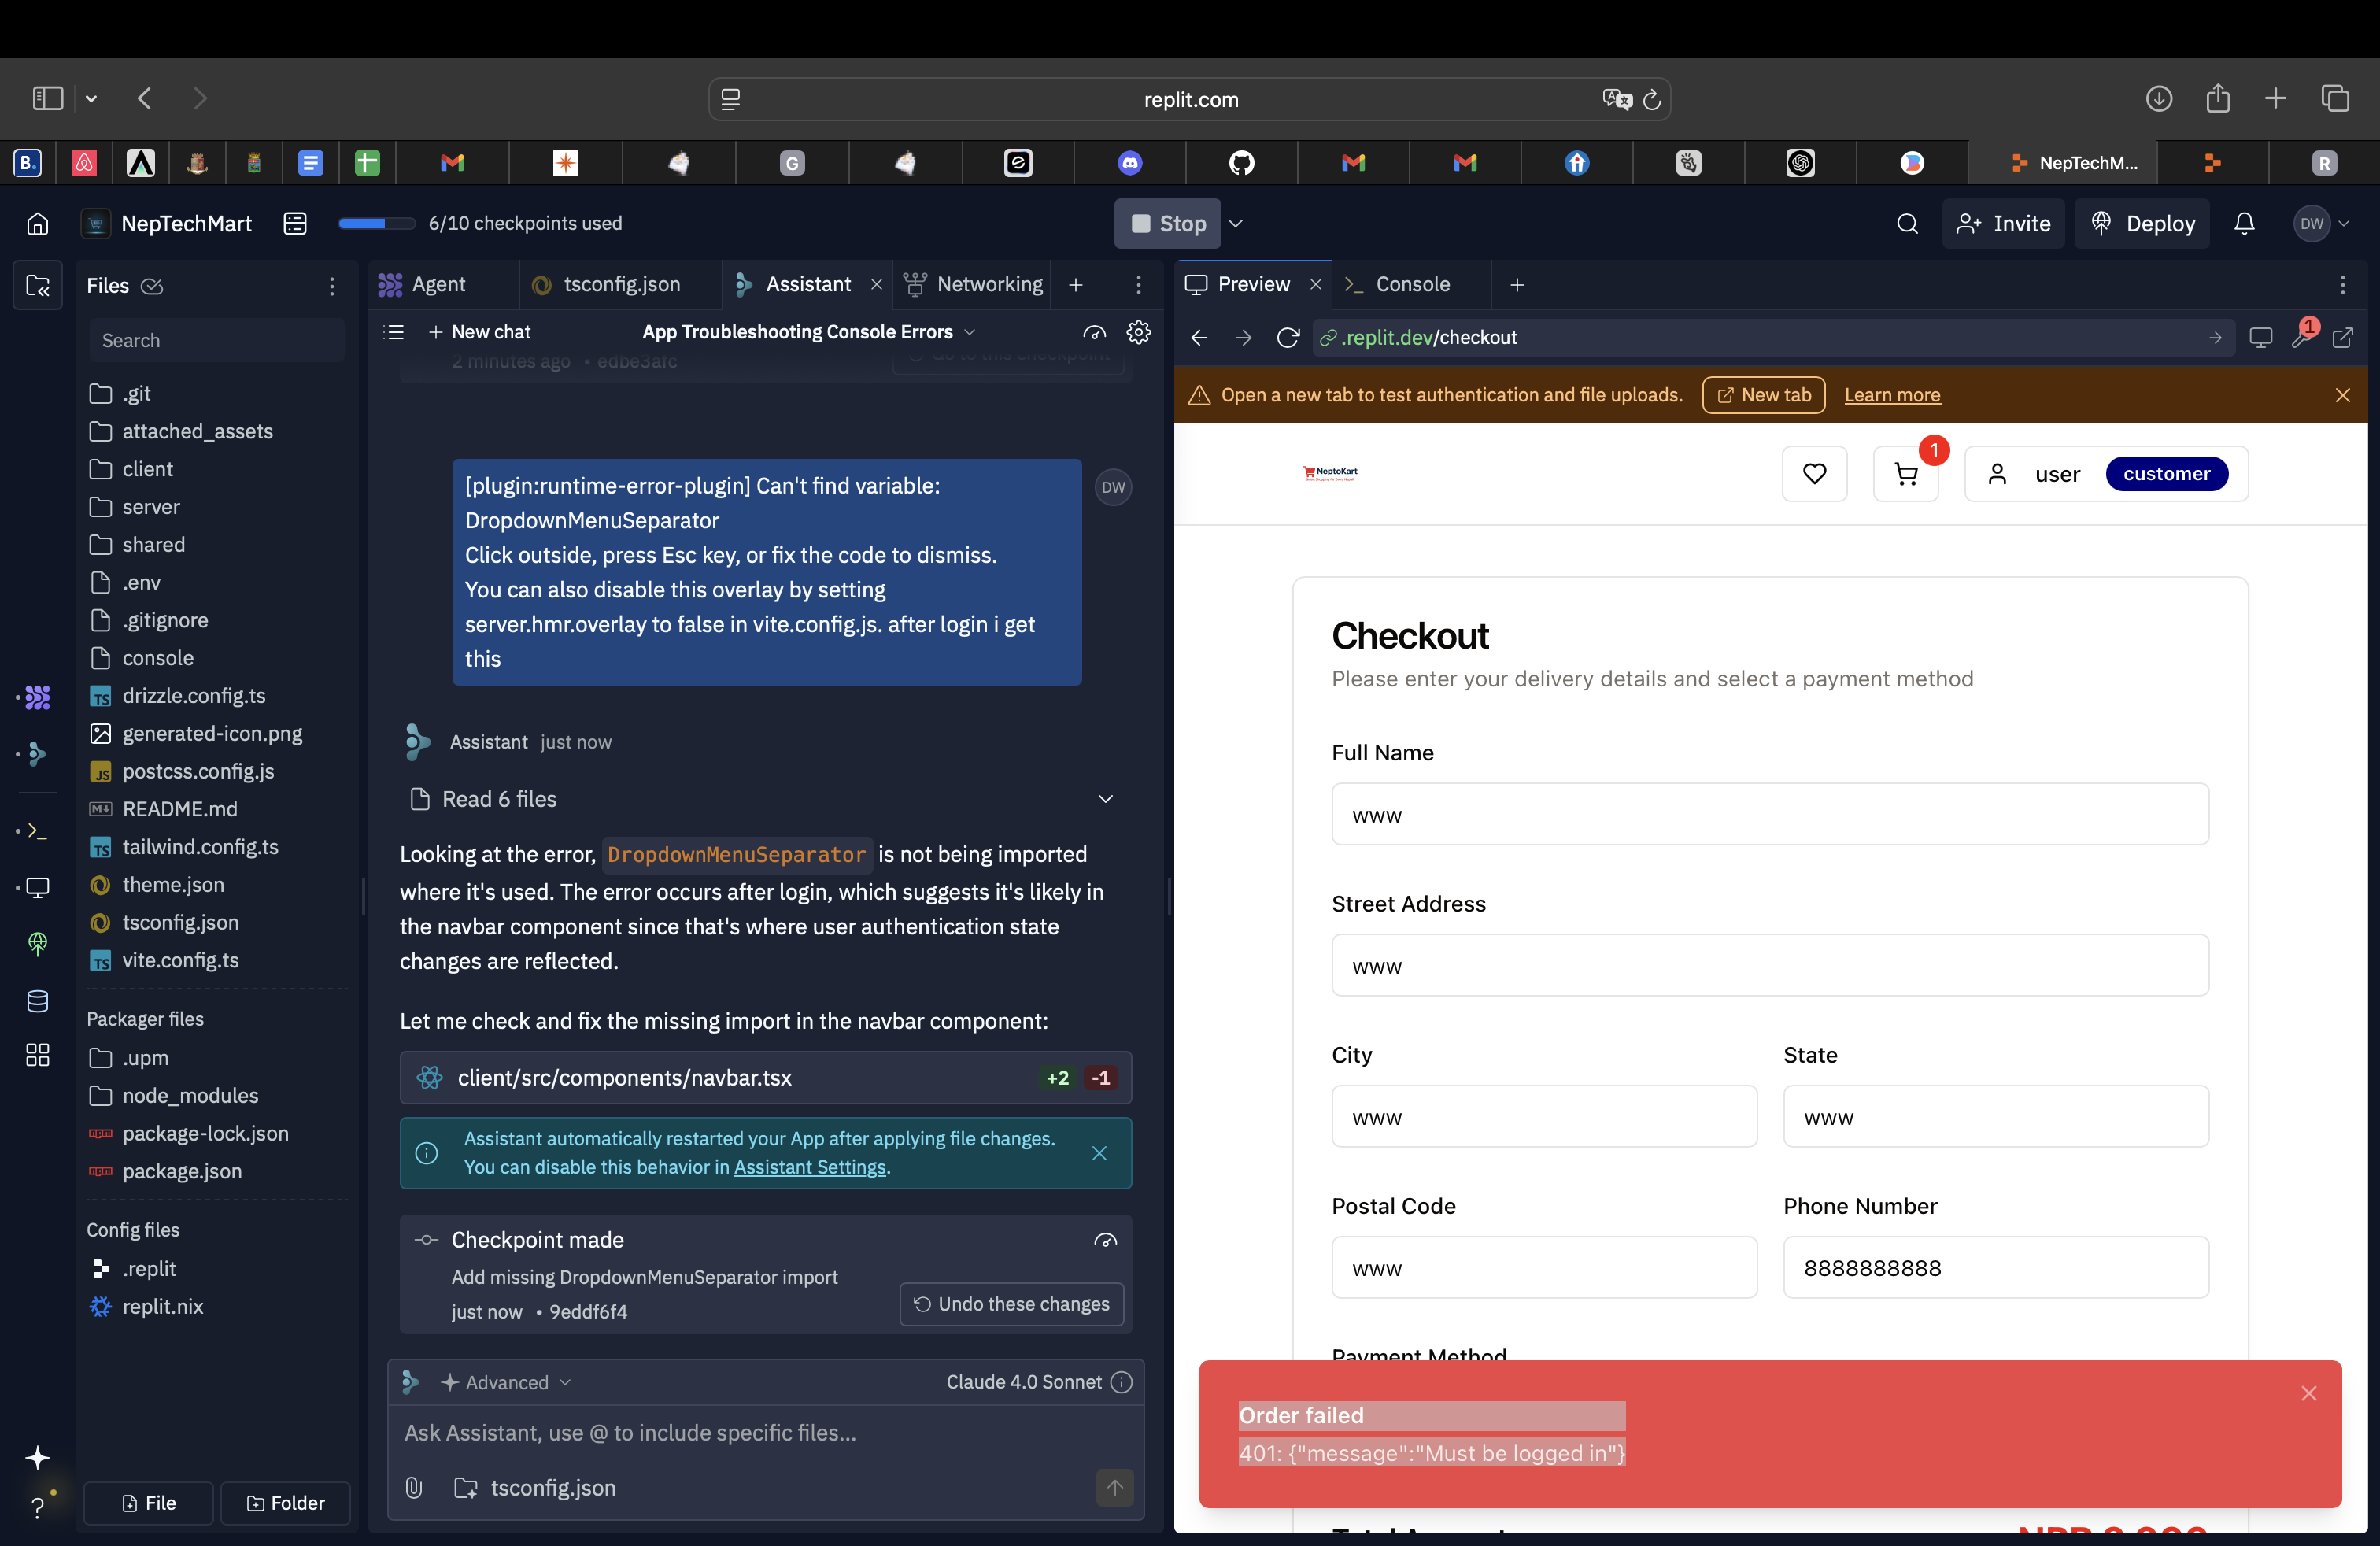 replit.com
B.
G
NepTechM...
R
NepTechMart
6/10 checkpoints used
Stop
Invite
Deploy
DW
Files
Search
.git
attached_assets
client
server
shared
.env
.gitignore
console
TS drizzle.config.ts
generated-icon.png
JS postcss.config.js
M↓ README.md
TS tailwind.config.ts
theme.json
tsconfig.json
TS vite.config.ts
Packager files
.upm
node_modules
package-lock.json
package.json
Config files
.replit
replit.nix
File
Folder
Agent
tsconfig.json
Assistant
Networking
New chat
App Troubleshooting Console Errors
2 minutes ago • edbe3afc
Go to this checkpoint
[plugin:runtime-error-plugin] Can't find variable:
DropdownMenuSeparator
Click outside, press Esc key, or fix the code to dismiss.
You can also disable this overlay by setting
server.hmr.overlay to false in vite.config.js. after login i get
this
DW
Assistant just now
Read 6 files
Looking at the error, DropdownMenuSeparator is not being imported
where it's used. The error occurs after login, which suggests it's likely in
the navbar component since that's where user authentication state
changes are reflected.
Let me check and fix the missing import in the navbar component:
client/src/components/navbar.tsx +2 -1
Assistant automatically restarted your App after applying file changes.
You can disable this behavior in Assistant Settings.
Checkpoint made
Add missing DropdownMenuSeparator import
just now • 9eddf6f4
Undo these changes
Advanced
Claude 4.0 Sonnet
Ask Assistant, use @ to include specific files...
tsconfig.json
Preview
Console
.replit.dev/checkout
1
Open a new tab to test authentication and file uploads.
New tab
Learn more
NeptoKart
1
user
customer
Checkout
Please enter your delivery details and select a payment method
Full Name
www
Street Address
www
City
State
www
www
Postal Code
Phone Number
www
8888888888
Payment Method
Order failed
401: {"message":"Must be logged in"}